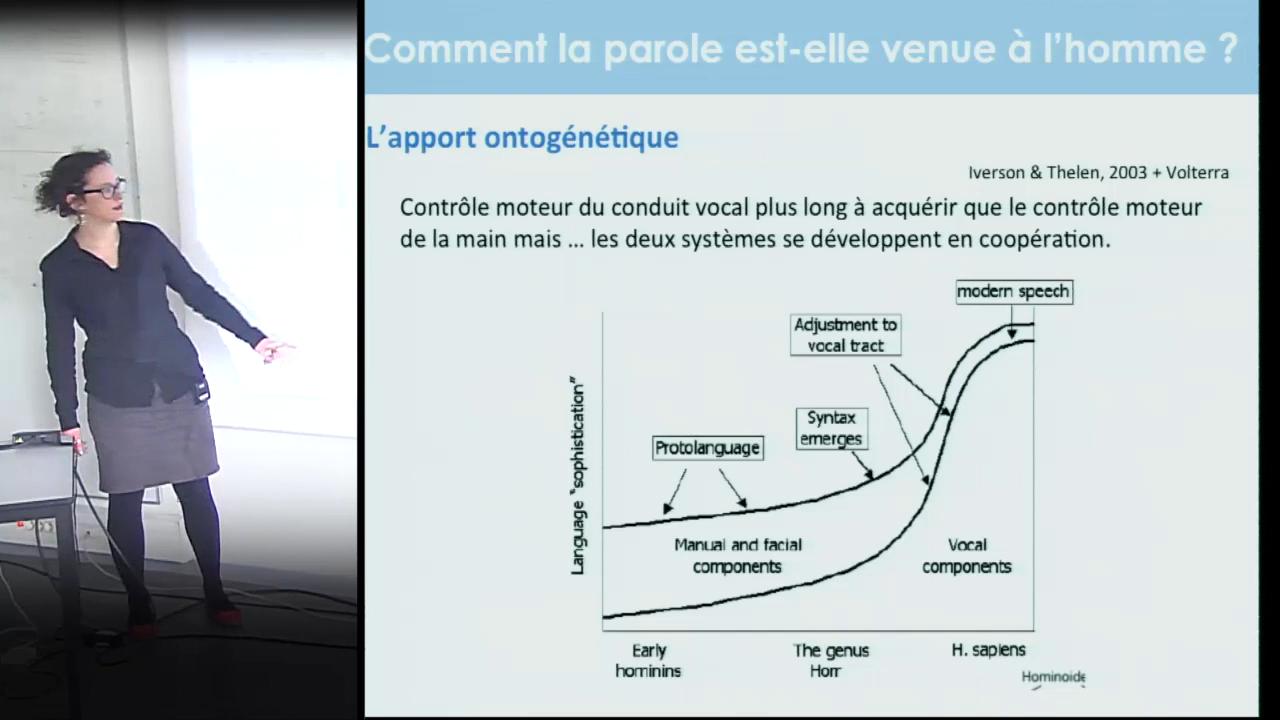 Comment la parole est-elle venue à l'homme ?
L'apport ontogénétique
Iverson & Thelen, 2003 + Volterra
Contrôle moteur du conduit vocal plus long à acquérir que le contrôle moteur
de la main mais ... les deux systèmes se développent en coopération.
modern speech
Adjustment to
vocal tract
Syntax
emerges
Protolanguage
Language "sophistication"
Manual and facial
components
Vocal
components
Early
hominins
The genus
Hom
H. sapiens